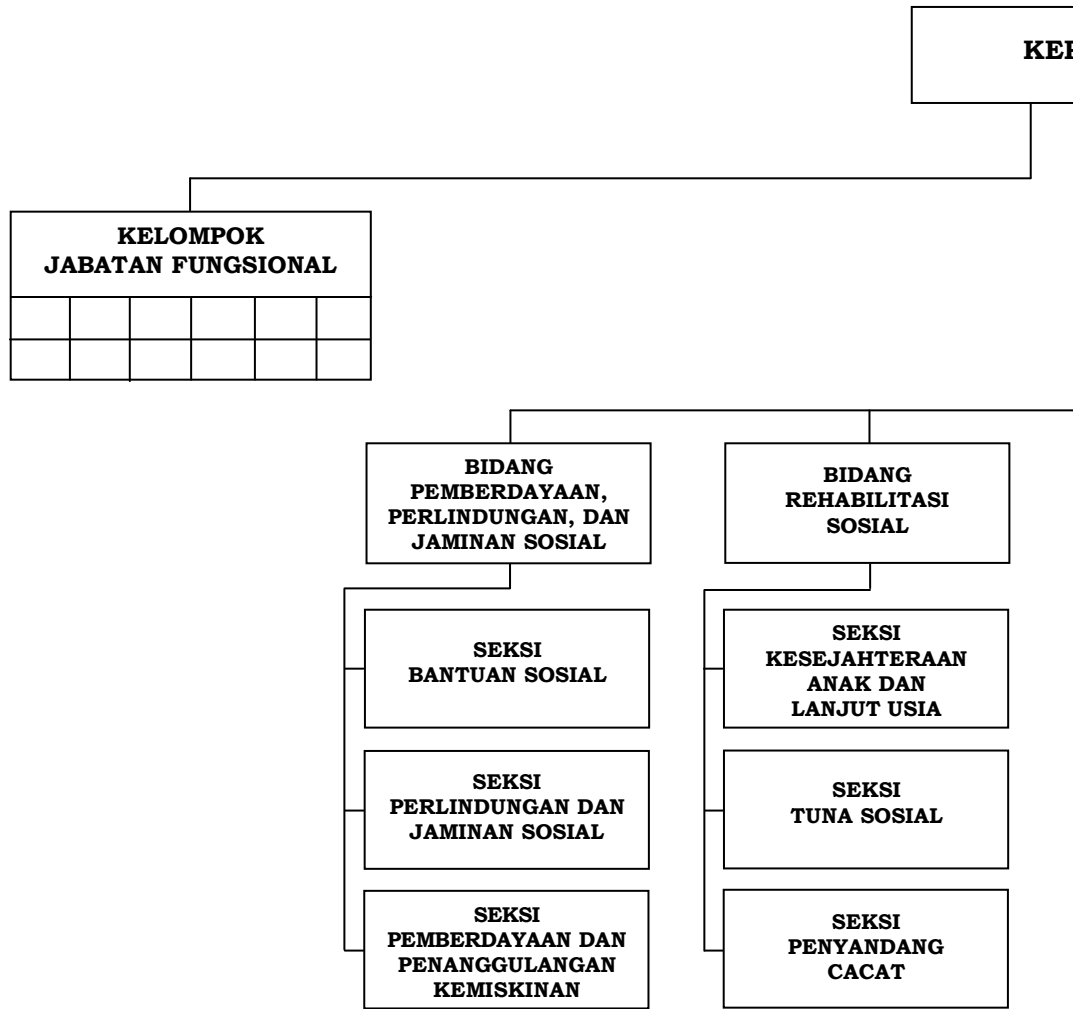 KELOMPOK
JABATAN FUNGSIONAL
BIDANG
PEMBERDAYAAN,
PERLINDUNGAN, DAN
JAMINAN SOSIAL
SEKSI
BANTUAN SOSIAL
SEKSI
PERLINDUNGAN DAN
JAMINAN SOSIAL
SEKSI
PEMBERDAYAAN DAN
PENANGGULANGAN
KEMISKINAN
BIDANG
REHABILITASI
SOSIAL
SEKSI
KESEJAHTERAAN
ANAK DAN
LANJUT USIA
SEKSI
TUNA SOSIAL
SEKSI
PENYANDANG
CACAT